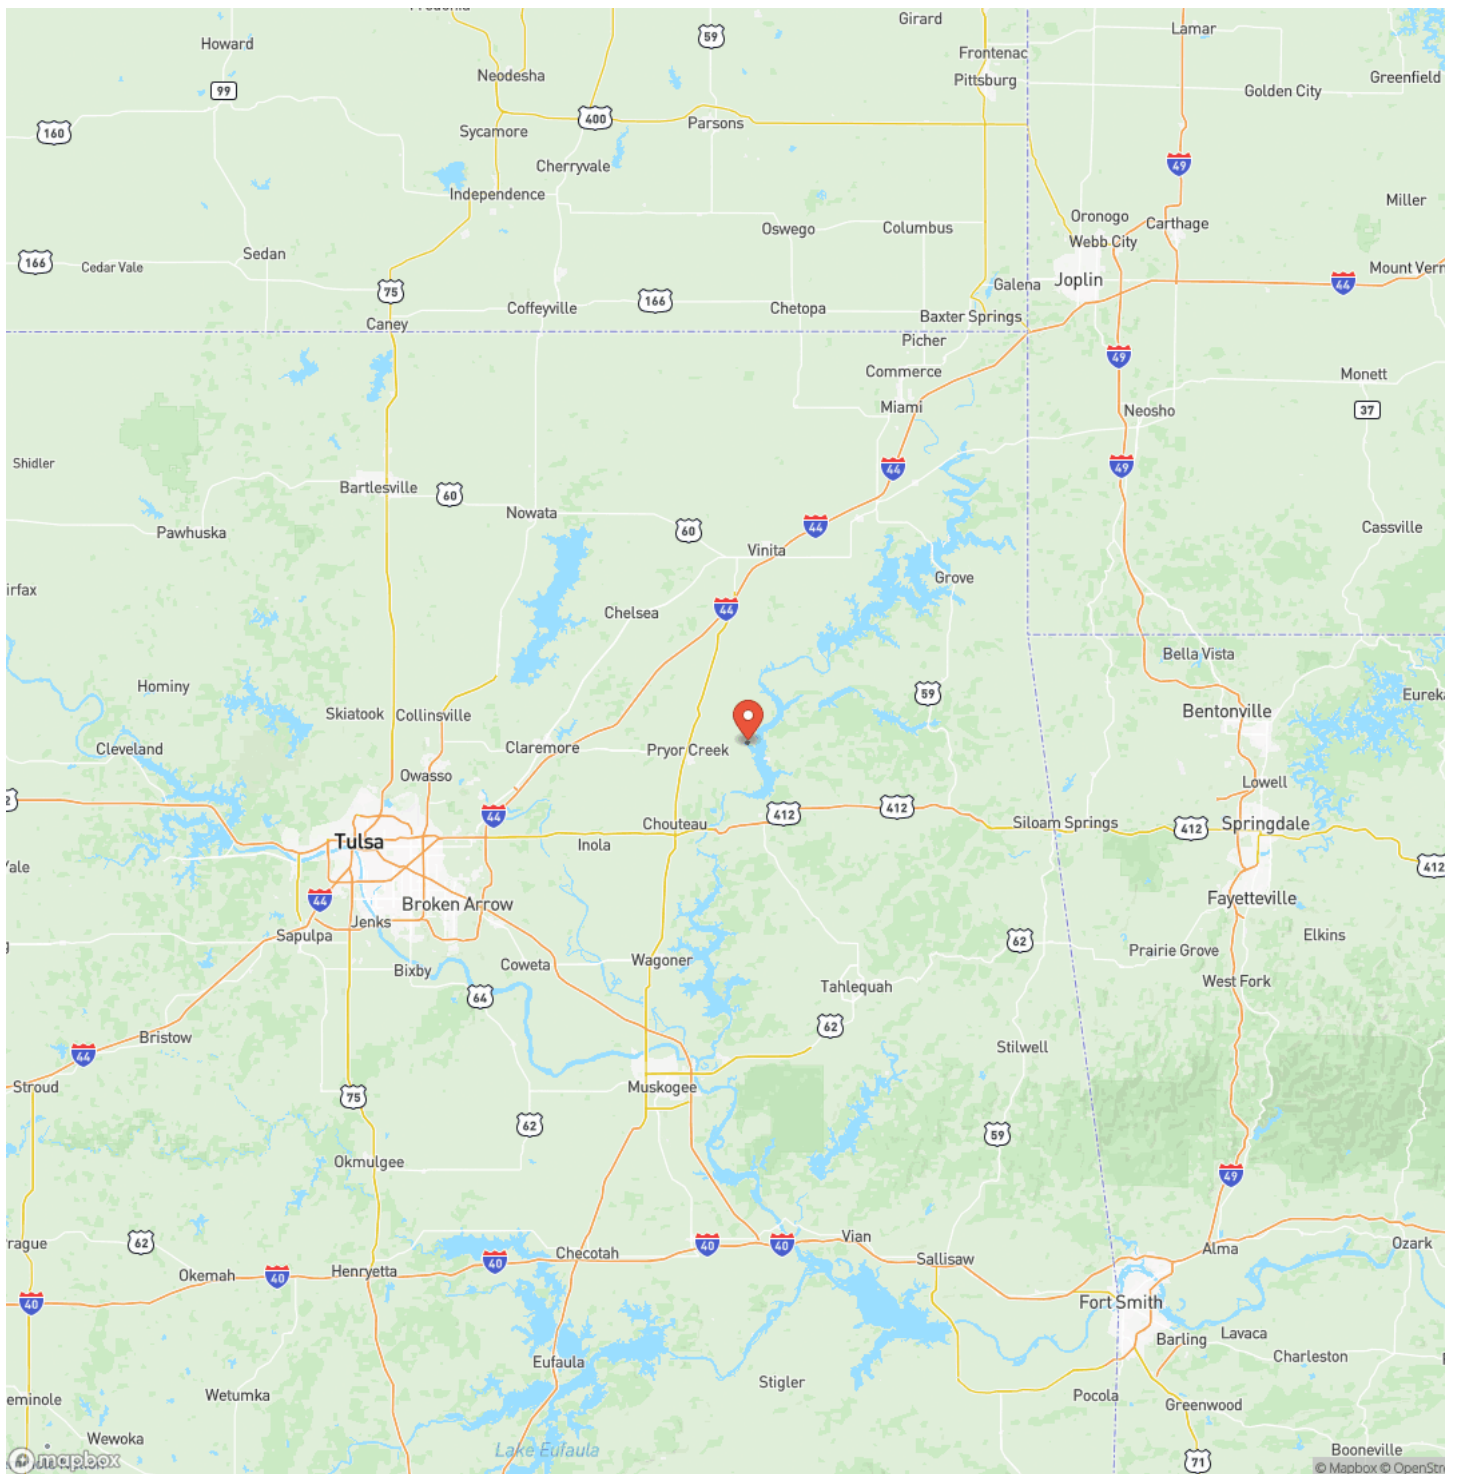 Girard
Howard
59
Lamar
Frontenac
Neodesha
Pittsburg
Greenfield
99
Golden City
400
160
Sycamore
Parsons
Cherryvale
49
Independence
Miller
Oronogo
Carthage
Oswego
Columbus
Webb City
Sedan
166
Cedar Vale
Mount Vern
Joplin
44
Galena
75
166
Coffeyville
Chetopa
Baxter Springs
Caney
Picher
49
Commerce
Monett
Miami
Neosho
37
Shidler
44
49
Bartlesville
60
Nowata
44
Cassville
Pawhuska
60
Vinita
Grove
irfax
Chelsea
44
Bella Vista
Hominy
59
Eureka
Skiatook
Collinsville
Bentonville
Cleveland
Claremore
Pryor Creek
Owasso
Lowell
2
44
412
412
Chouteau
Siloam Springs
412
Springdale
Tulsa
Inola
Vale
412
44
Broken Arrow
Fayetteville
Jenks
Sapulpa
62
Elkins
g
Prairie Grove
Wagoner
Coweta
Bixby
West Fork
Tahlequah
64
62
Bristow
Stilwell
44
Stroud
Muskogee
75
62
59
Okmulgee
49
Vian
62
rague
40
40
Checotah
Alma
Ozark
40
Sallisaw
Henryetta
Okemah
40
40
Fort Smith
Barling
Lavaca
Charleston
Eufaula
Stigler
Wetumka
Pocola
eminole
Greenwood
Wewoka
Lake Eufaula
Booneville
mapbox
71
© Mapbox © OpenStre